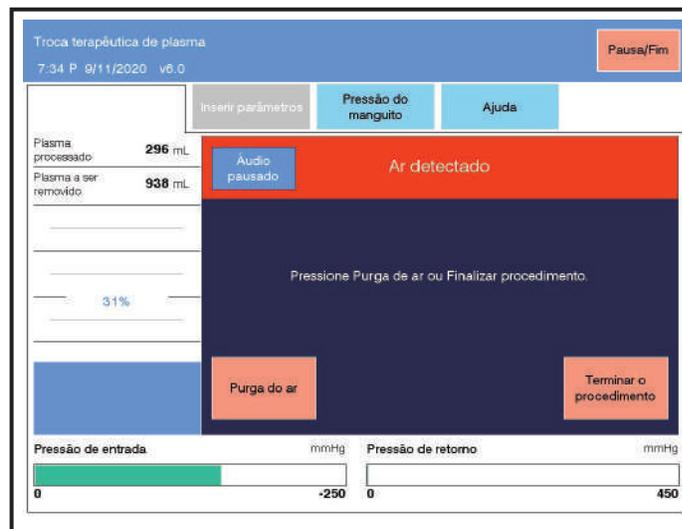 Troca terapêutica de plasma
Pausa/Fim
7:34 P 9/11/2020 v6.0
Inserir parâmetros
Pressão do
manguito
Ajuda
Plasma
processado
296 mL
Plasma a ser
removido
938 mL
Áudio
pausado
Ar detectado
Pressione Purga de ar ou Finalizar procedimento.
31%
Purga do ar
Terminar o
procedimento
Pressão de entrada
mmHg
Pressão de retorno
mmHg
0
-250
0
450